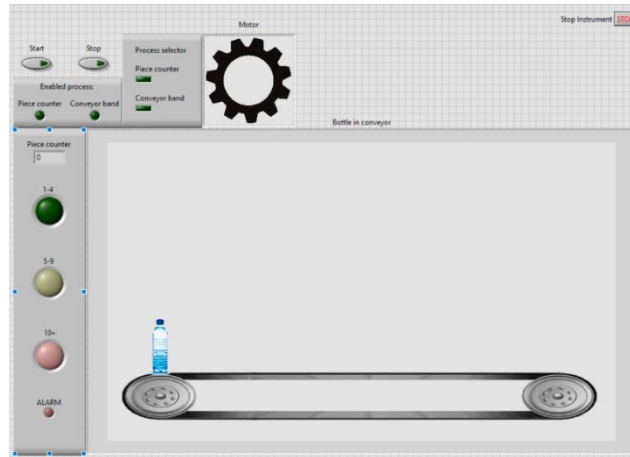 Motor
Stop Instrument STO
Start Stop Process selector
Piece counter
Enabled process:
Piece counter Conveyor band Conveyor band
Bottle in conveyor
Piece counter
0
1-4
5-9
10+
ALARM